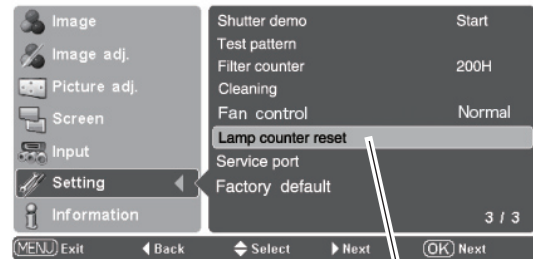 Image
Image adj.
Picture adj.
Screen
Input
Setting
Information
Shutter demo Start
Test pattern
Filter counter 200H
Cleaning
Fan control Normal
Lamp counter reset
Service port
Factory default
3 / 3
MENU Exit Back Select Next OK Next